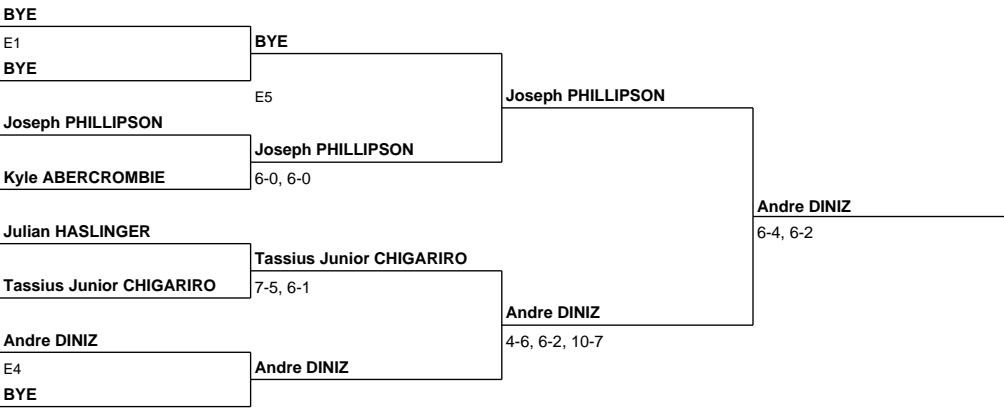 BYE
E1
BYE
BYE
E5
Joseph PHILLIPSON
Joseph PHILLIPSON
Joseph PHILLIPSON
Kyle ABERCROMBIE
6-0, 6-0
Andre DINIZ
Julian HASLINGER
6-4, 6-2
Tassius Junior CHIGARIRO
Tassius Junior CHIGARIRO
7-5, 6-1
Andre DINIZ
Andre DINIZ
4-6, 6-2, 10-7
E4
Andre DINIZ
BYE